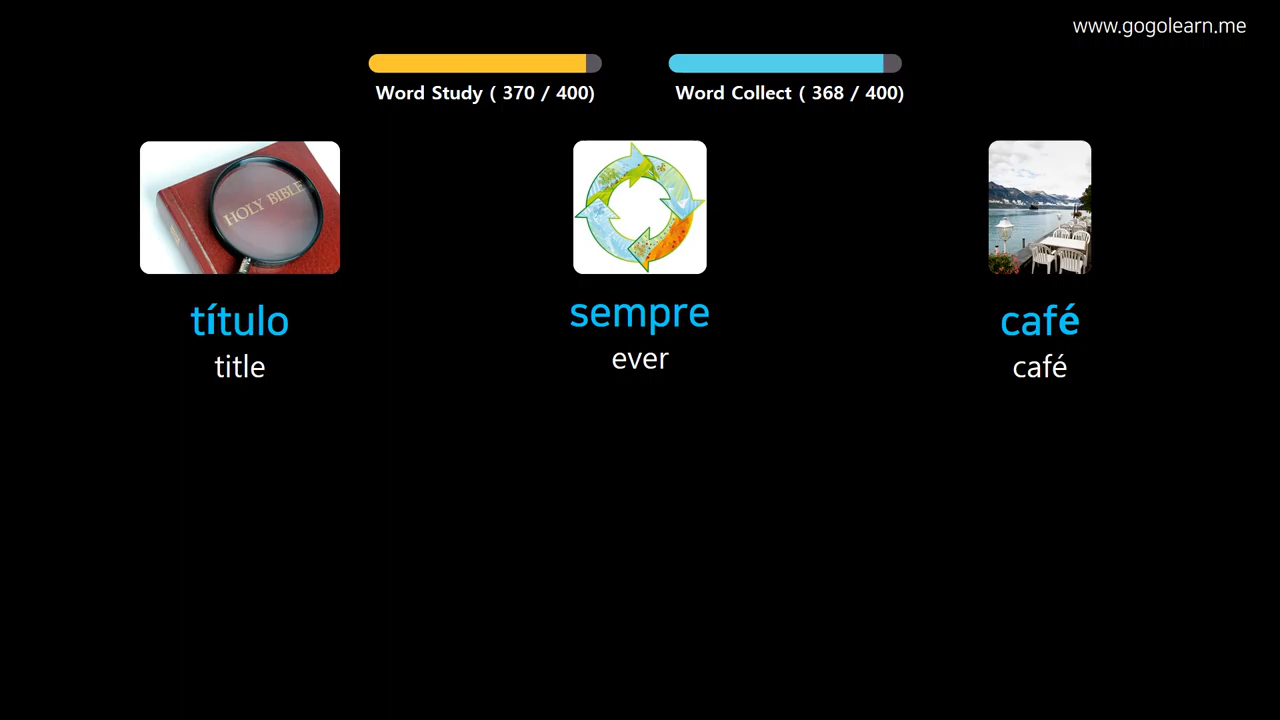 www.gogolearn.me
Word Study ( 370 / 400)
Word Collect ( 368 / 400)
HOLY BIBLE
título
title
sempre
ever
café
café